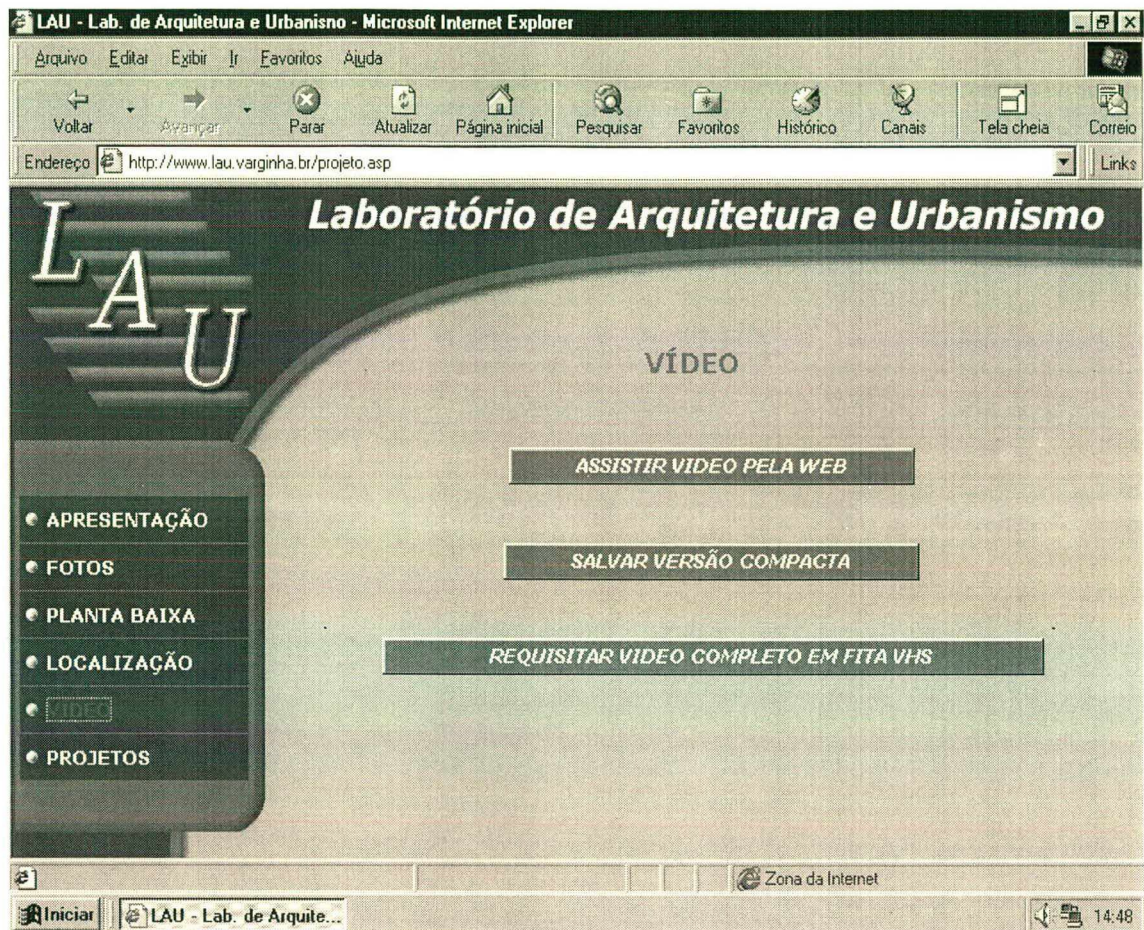 LAU - Lab. de Arquitetura e Urbanisno - Microsoft Internet Explorer
Arquivo Editar Exibir Ir Favoritos Ajuda
Voltar Avançar Parar Atualizar Página inicial Pesquisar Favoritos Histórico Canais Tela cheia Correio
Endereço http://www.lau.varginha.br/projeto.asp Links
LAU
Laboratório de Arquitetura e Urbanismo
VÍDEO
ASSISTIR VIDEO PELA WEB
SALVAR VERSÃO COMPACTA
REQUISITAR VIDEO COMPLETO EM FITA VHS
APRESENTAÇÃO
FOTOS
PLANTA BAIXA
LOCALIZAÇÃO
VIDEO
PROJETOS
Zona da Internet
Iniciar LAU - Lab. de Arquite... 14:48